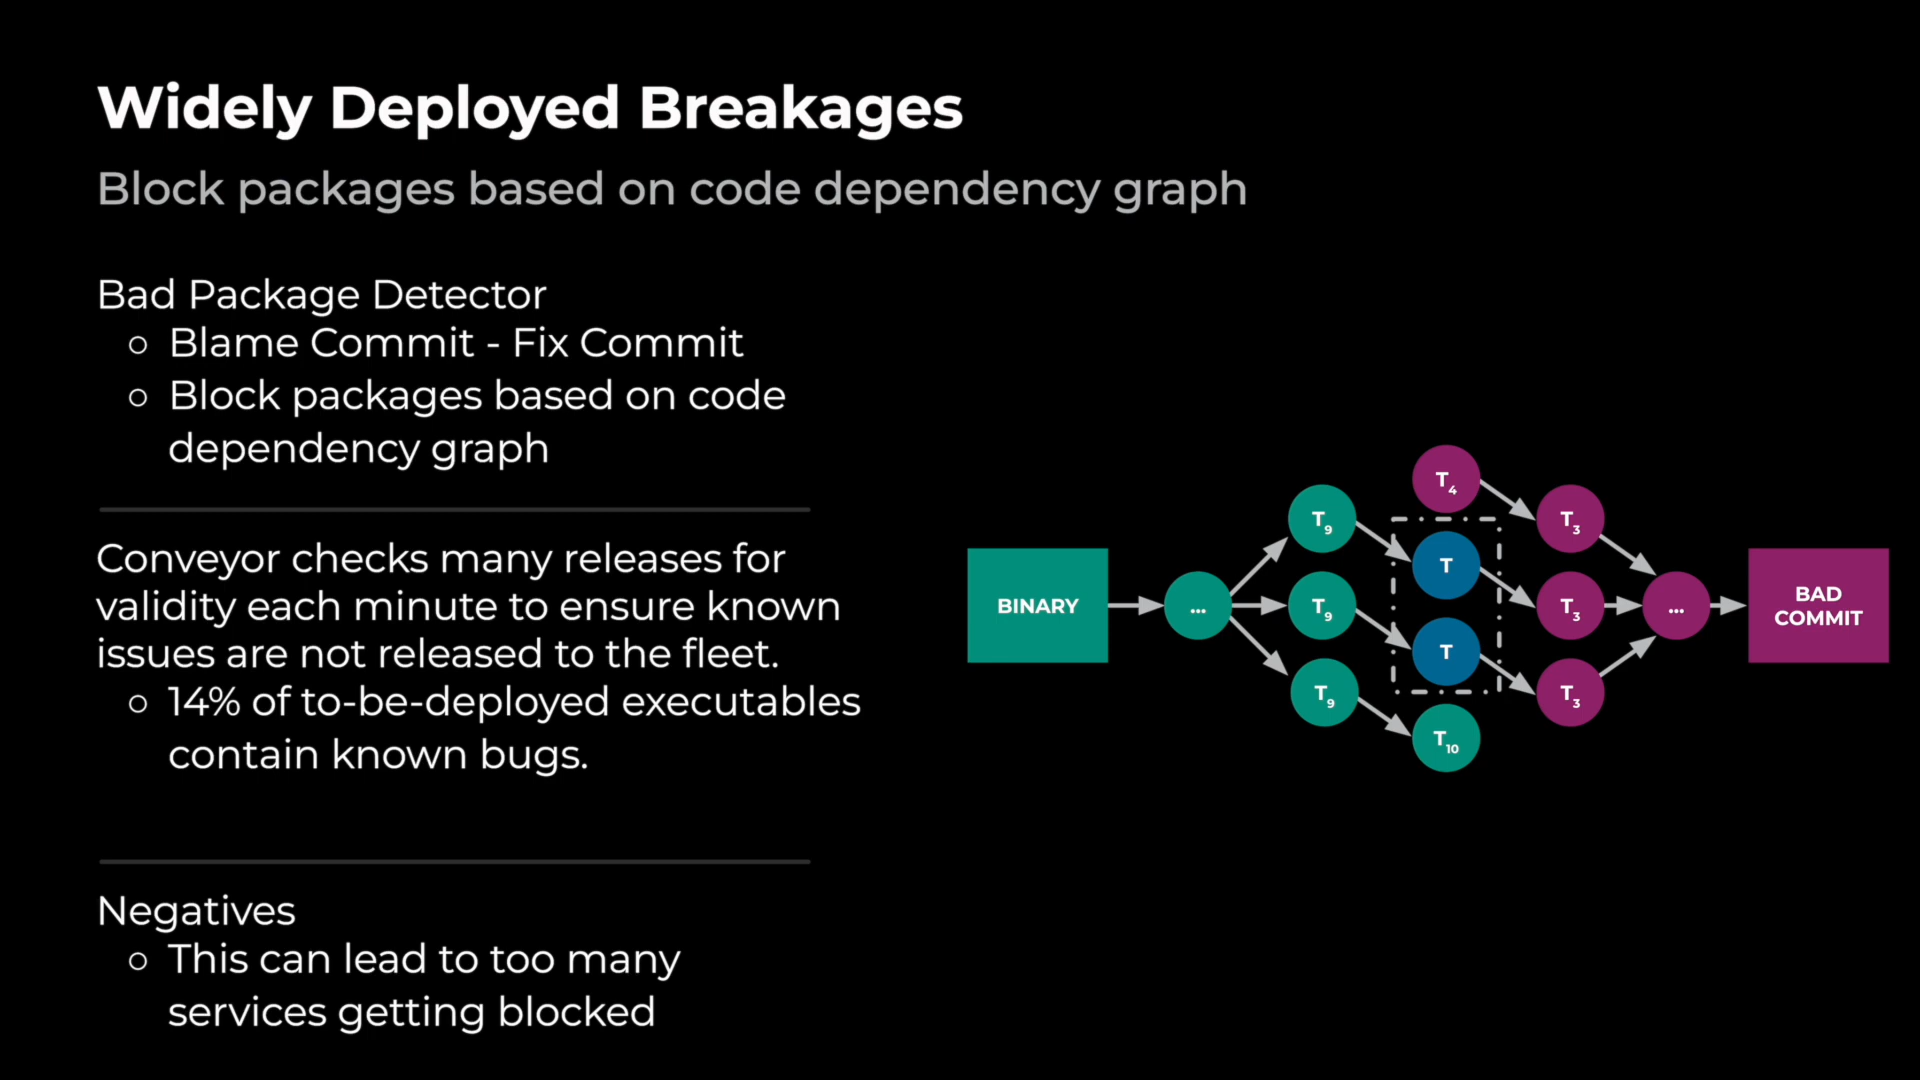 Widely Deployed Breakages
Block packages based on code dependency graph
Bad Package Detector
Blame Commit - Fix Commit
Block packages based on code
dependency graph
Conveyor checks many releases for
validity each minute to ensure known
issues are not released to the fleet.
14% of to-be-deployed executables
contain known bugs.
Negatives
This can lead to too many
services getting blocked
BINARY
...
T9
T9
T9
T4
T
T
T10
T3
T3
T3
...
BAD
COMMIT